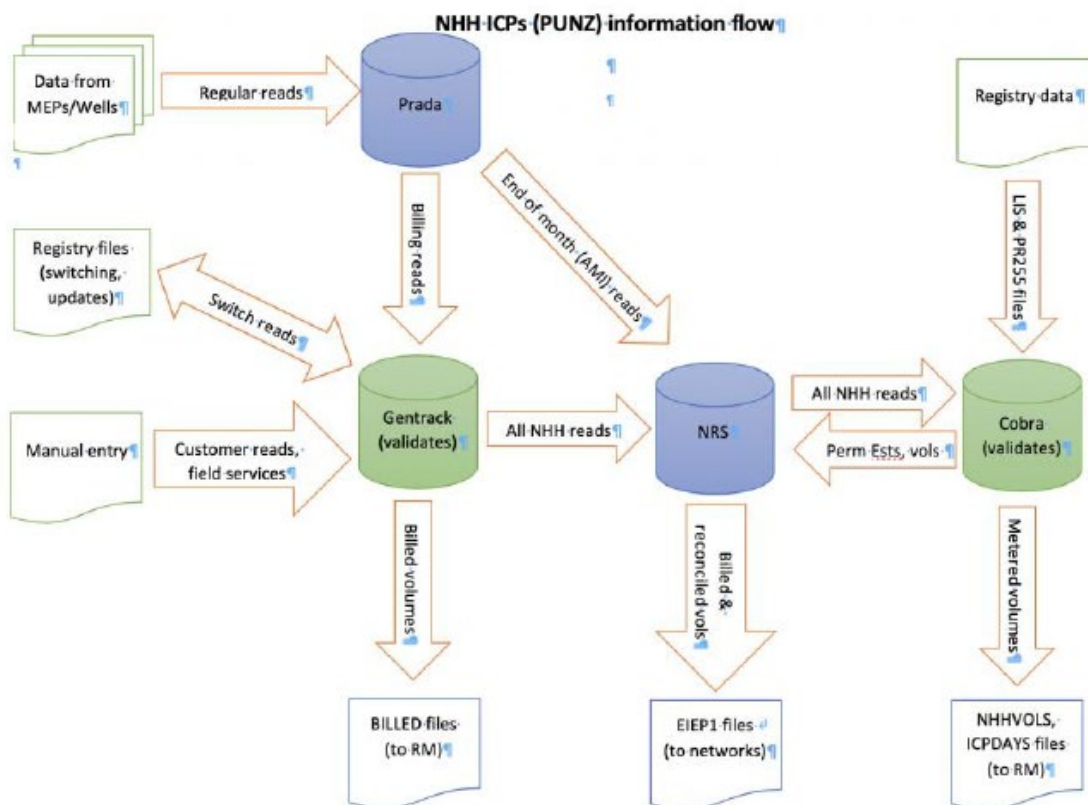 NHH ICPs (PUNZ) information flow¶
¶
¶
Data from
MEPs/Wells¶
¶
Regular reads¶
Prada¶
Registry data¶
Billing reads¶
End of month (AMI) reads¶
LIS & PR255 files¶
Registry files
(switching,
updates)¶
Switch reads¶
Manual entry¶
Customer reads,
field services¶
Gentrack
(validates)¶
All NHH reads¶
NRS¶
All NHH reads¶
Perm Ests, vols¶
Cobra
(validates)¶
Billed volumes¶
Billed &
reconciled vols¶
Metered volumes¶
BILLED files
(to RM)¶
EIEP1 files ↵
(to networks)¶
NHHVOLS,
ICPDAYS files
(to RM)¶